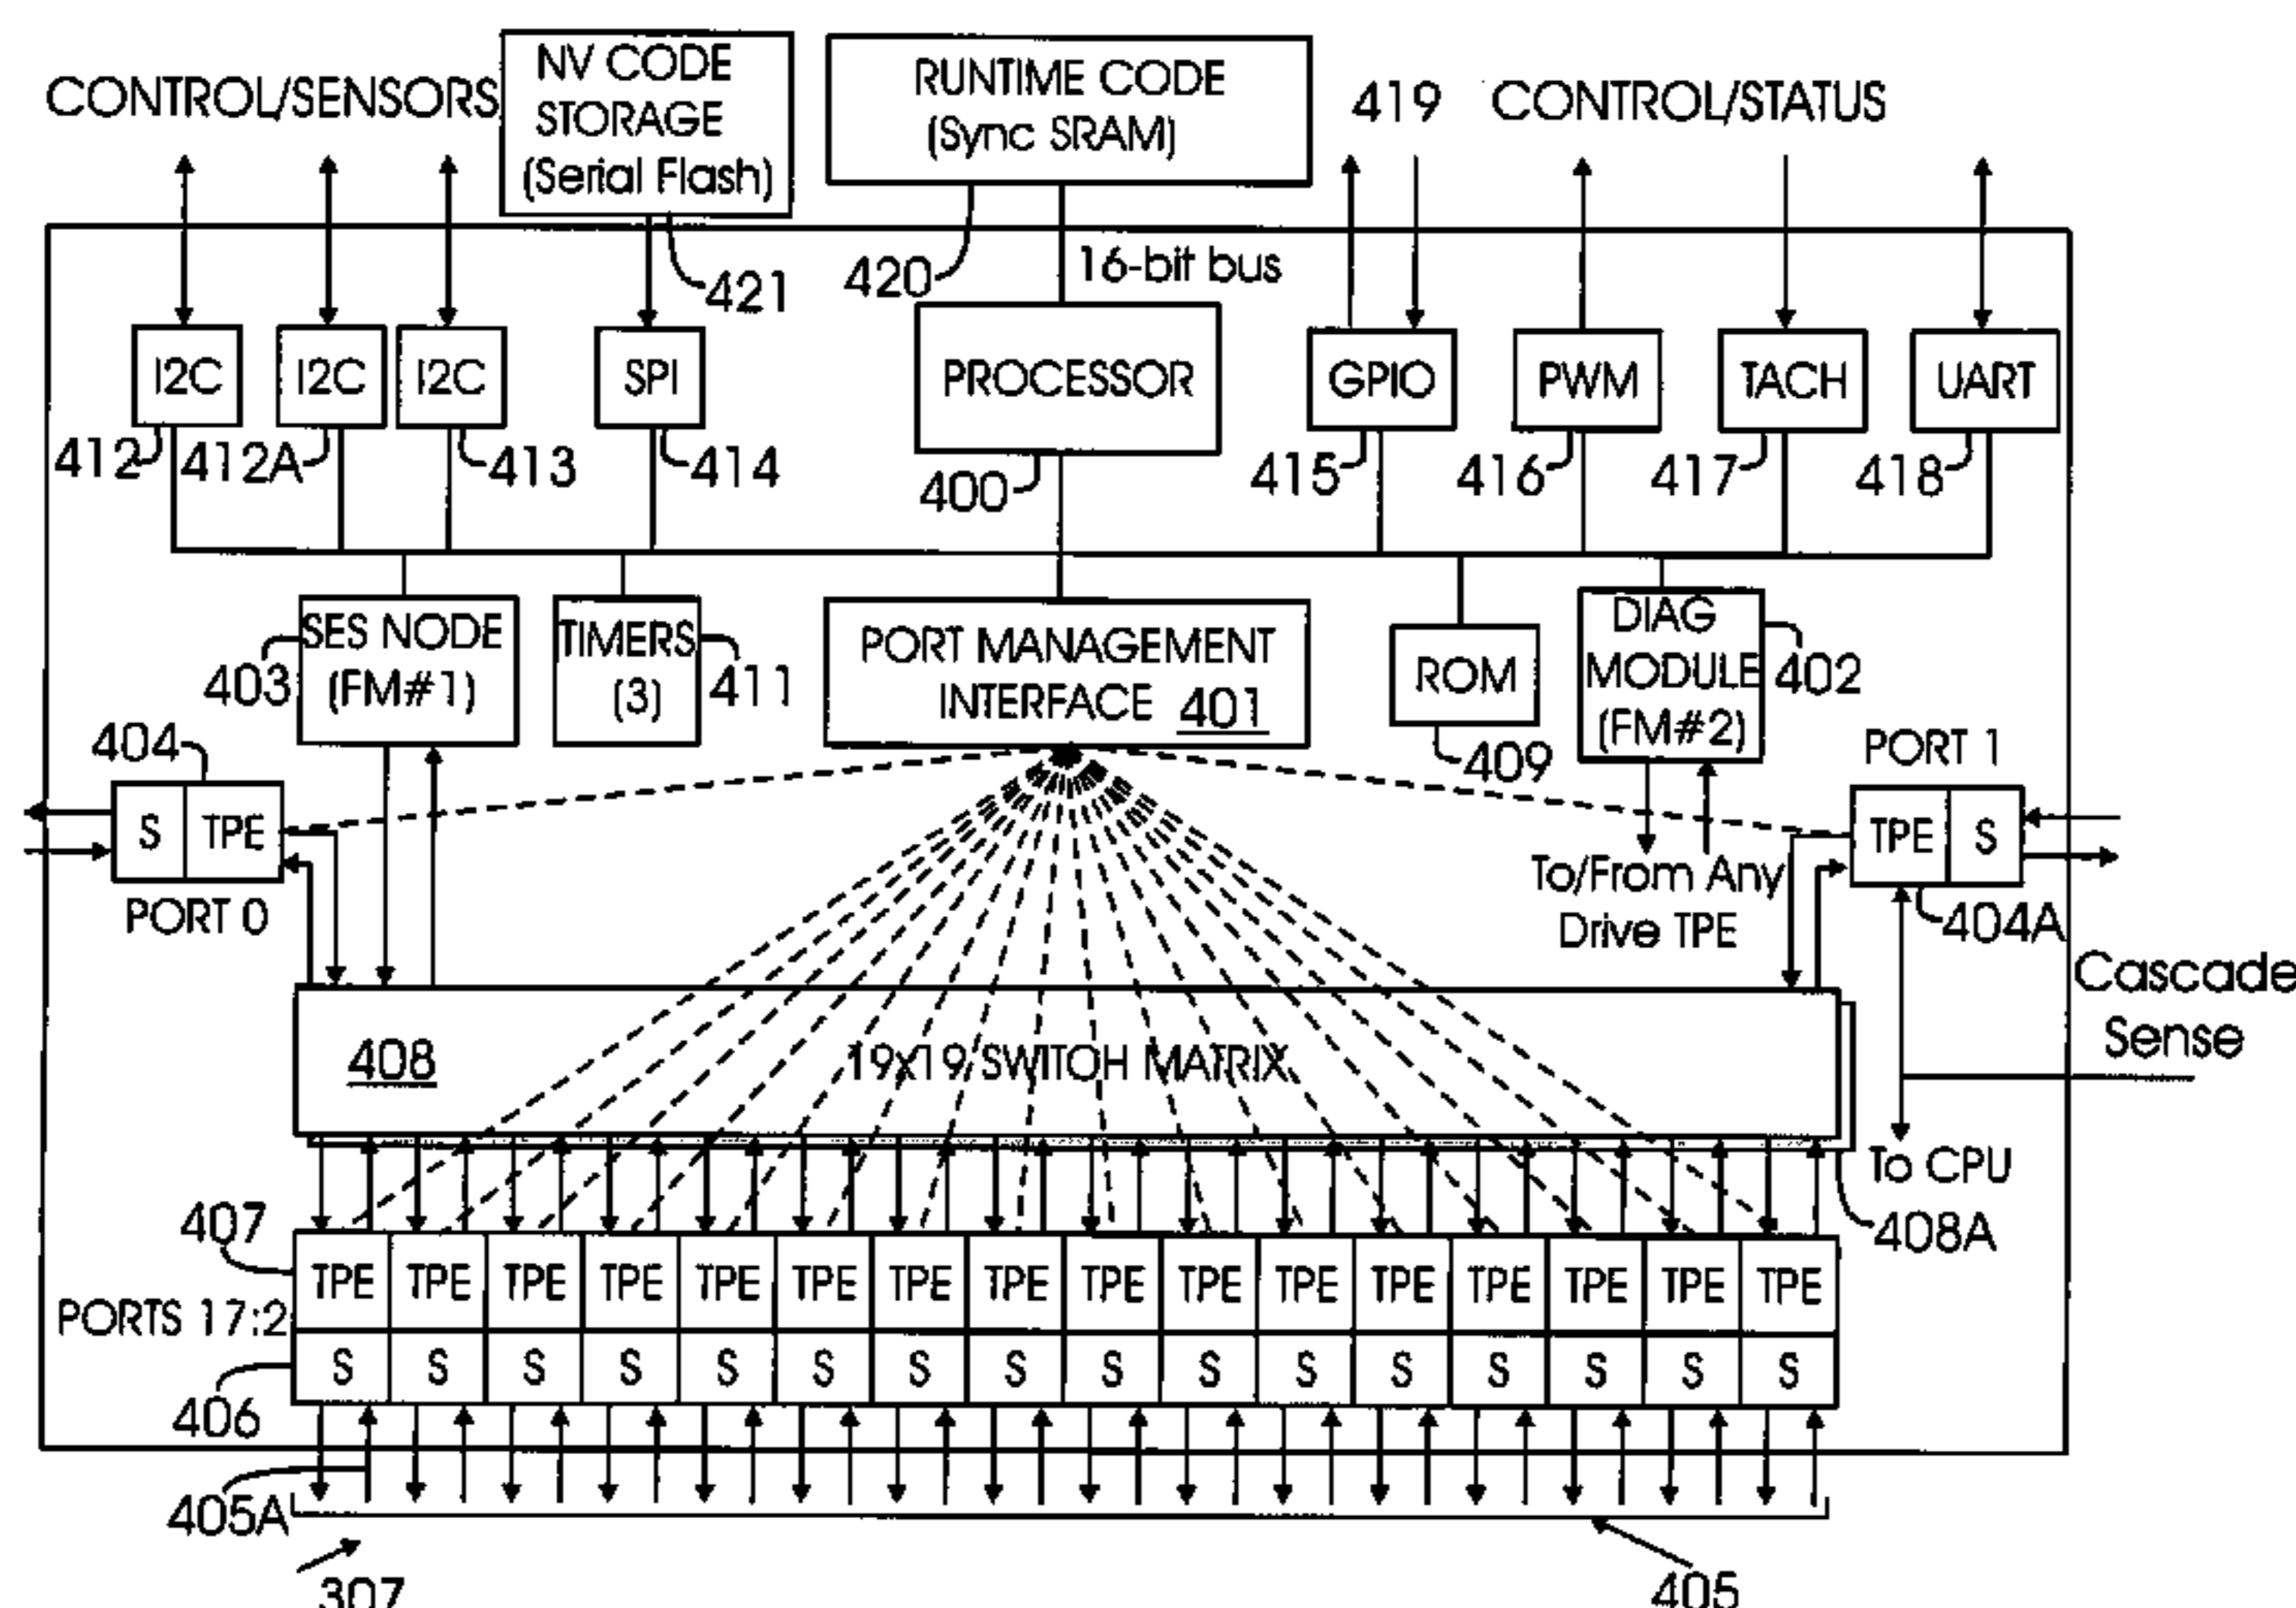 CONTROL/SENSORS
NV CODE
STORAGE
(Serial Flash)
RUNTIME CODE
(Sync SRAM)
419
CONTROL/STATUS
421
420
16-bit bus
I2C
I2C
I2C
SPI
PROCESSOR
GPIO
PWM
TACH
UART
412
412A
413
414
400
415
416
417
418
SES NODE
(FM#1)
403
TIMERS
(3)
411
PORT MANAGEMENT
INTERFACE 401
ROM
409
DIAG
MODULE
(FM#2)
402
404
S TPE
PORT 0
PORT 1
TPE S
404A
To/From Any
Drive TPE
Cascade
Sense
408
19x19 SWITCH MATRIX
To CPU
408A
407
TPE TPE TPE TPE TPE TPE TPE TPE TPE TPE TPE TPE TPE TPE TPE TPE
PORTS 17:2
S S S S S S S S S S S S S S S S
406
405A
307
405